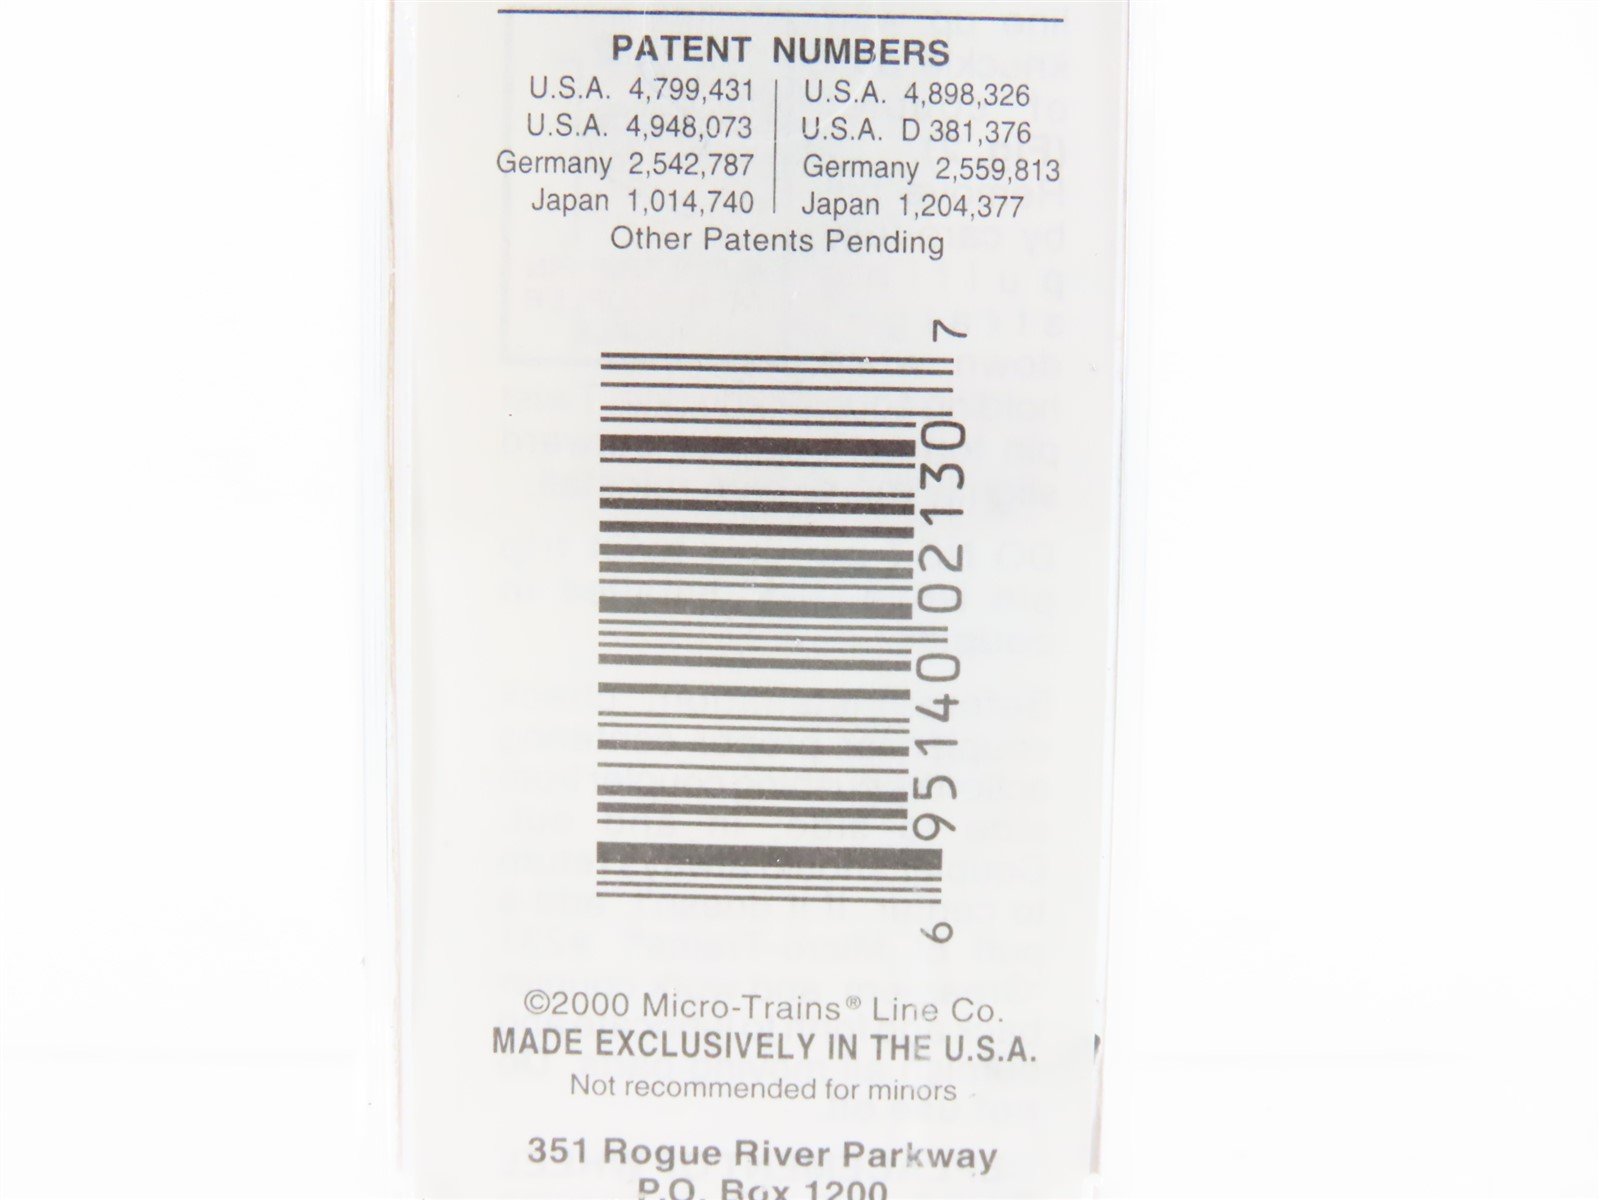 PATENT NUMBERS
U.S.A. 4,799,431 U.S.A. 4,898,326
U.S.A. 4,948,073 U.S.A. D 381,376
Germany 2,542,787 Germany 2,559,813
Japan 1,014,740 Japan 1,204,377
Other Patents Pending
6 95140 02130 7
©2000 Micro-Trains® Line Co.
MADE EXCLUSIVELY IN THE U.S.A.
Not recommended for minors
351 Rogue River Parkway
P.O. Box 1200